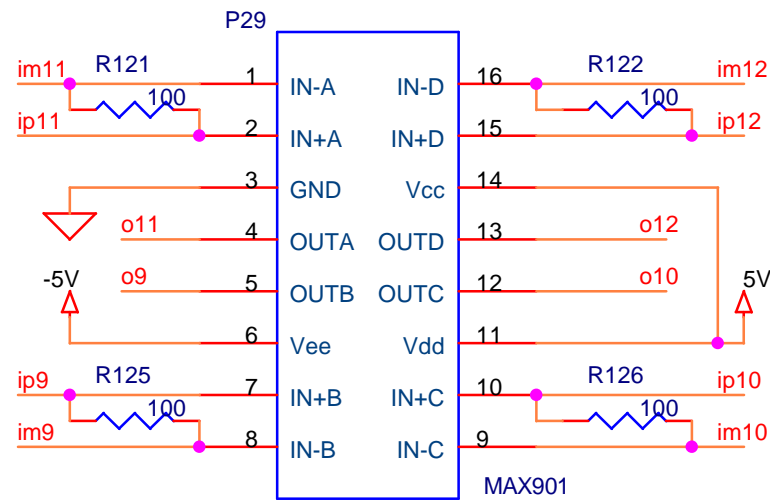 P29
im11 R121 1 IN-A IN-D 16 R122 im12
100 100
ip11 2 IN+A IN+D 15 ip12
3 GND Vcc 14
o11 4 OUTA OUTD 13 o12
-5V o9 5 OUTB OUTC 12 o10 5V
6 Vee Vdd 11
ip9 R125 7 IN+B IN+C 10 R126 ip10
100 100
im9 8 IN-B IN-C 9 im10
MAX901